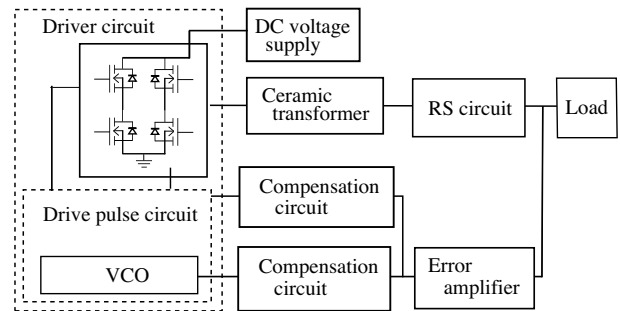 Driver circuit
DC voltage
supply
Ceramic
transformer
RS circuit
Load
Drive pulse circuit
Compensation
circuit
VCO
Compensation
circuit
Error
amplifier